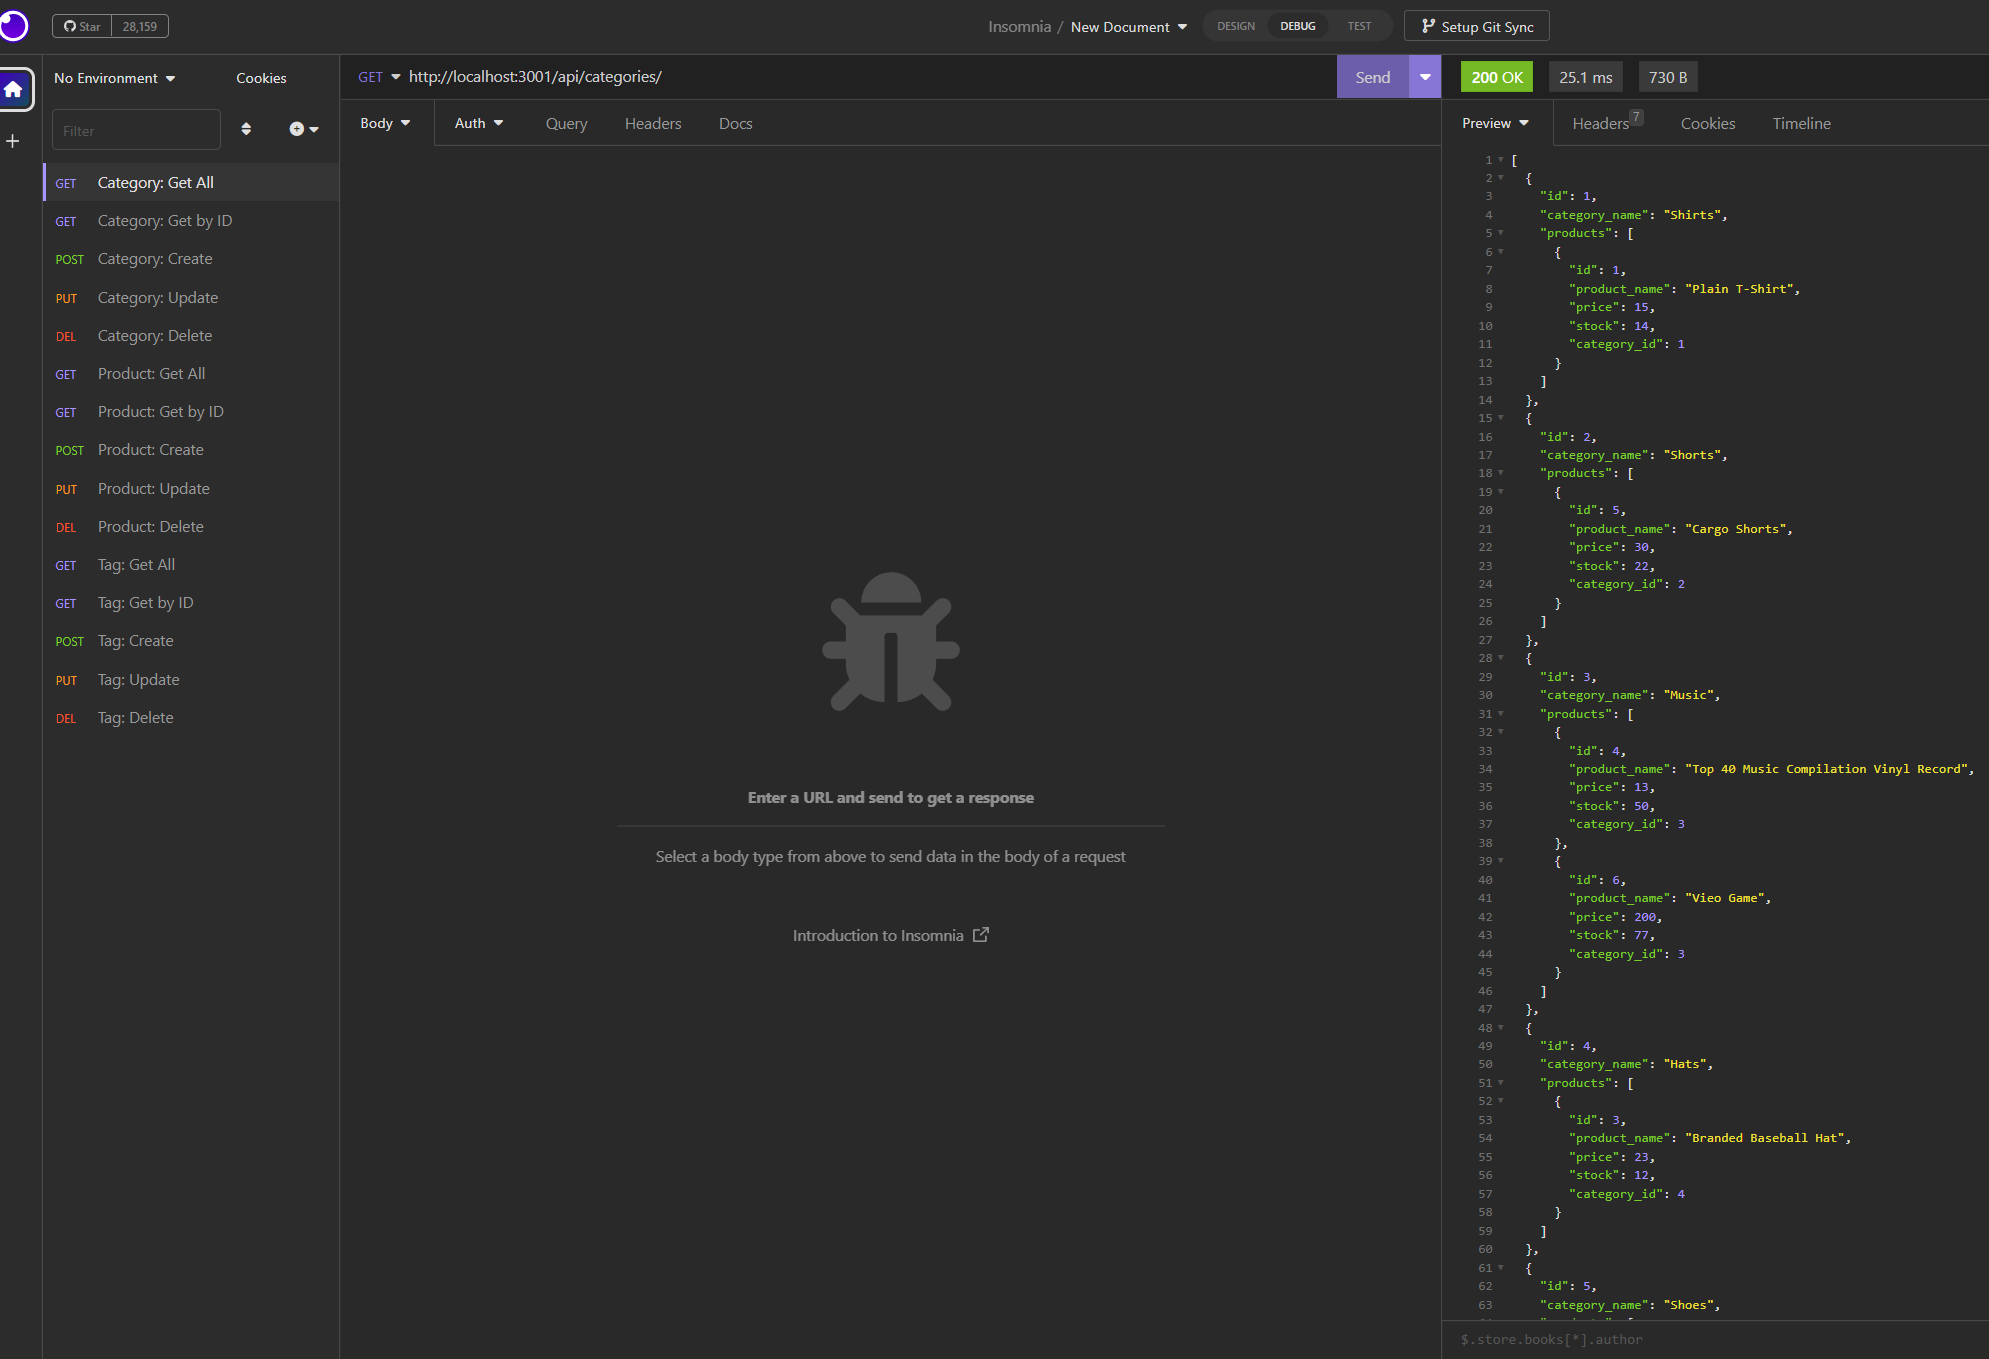 Star 28,159
Insomnia / New Document
DESIGN DEBUG TEST
Setup Git Sync
No Environment
Cookies
Filter
GET Category: Get All
GET Category: Get by ID
POST Category: Create
PUT Category: Update
DEL Category: Delete
GET Product: Get All
GET Product: Get by ID
POST Product: Create
PUT Product: Update
DEL Product: Delete
GET Tag: Get All
GET Tag: Get by ID
POST Tag: Create
PUT Tag: Update
DEL Tag: Delete
GET http://localhost:3001/api/categories/
Send
Body Auth Query Headers Docs
Enter a URL and send to get a response
Select a body type from above to send data in the body of a request
Introduction to Insomnia
200 OK 25.1 ms 730 B
Preview Headers 7 Cookies Timeline
1 [
2 {
3 "id": 1,
4 "category_name": "Shirts",
5 "products": [
6 {
7 "id": 1,
8 "product_name": "Plain T-Shirt",
9 "price": 15,
10 "stock": 14,
11 "category_id": 1
12 }
13 ]
14 },
15 {
16 "id": 2,
17 "category_name": "Shorts",
18 "products": [
19 {
20 "id": 5,
21 "product_name": "Cargo Shorts",
22 "price": 30,
23 "stock": 22,
24 "category_id": 2
25 }
26 ]
27 },
28 {
29 "id": 3,
30 "category_name": "Music",
31 "products": [
32 {
33 "id": 4,
34 "product_name": "Top 40 Music Compilation Vinyl Record",
35 "price": 13,
36 "stock": 50,
37 "category_id": 3
38 },
39 {
40 "id": 6,
41 "product_name": "Vieo Game",
42 "price": 200,
43 "stock": 77,
44 "category_id": 3
45 }
46 ]
47 },
48 {
49 "id": 4,
50 "category_name": "Hats",
51 "products": [
52 {
53 "id": 3,
54 "product_name": "Branded Baseball Hat",
55 "price": 23,
56 "stock": 12,
57 "category_id": 4
58 }
59 ]
60 },
61 {
62 "id": 5,
63 "category_name": "Shoes",
$.store.books[*].author